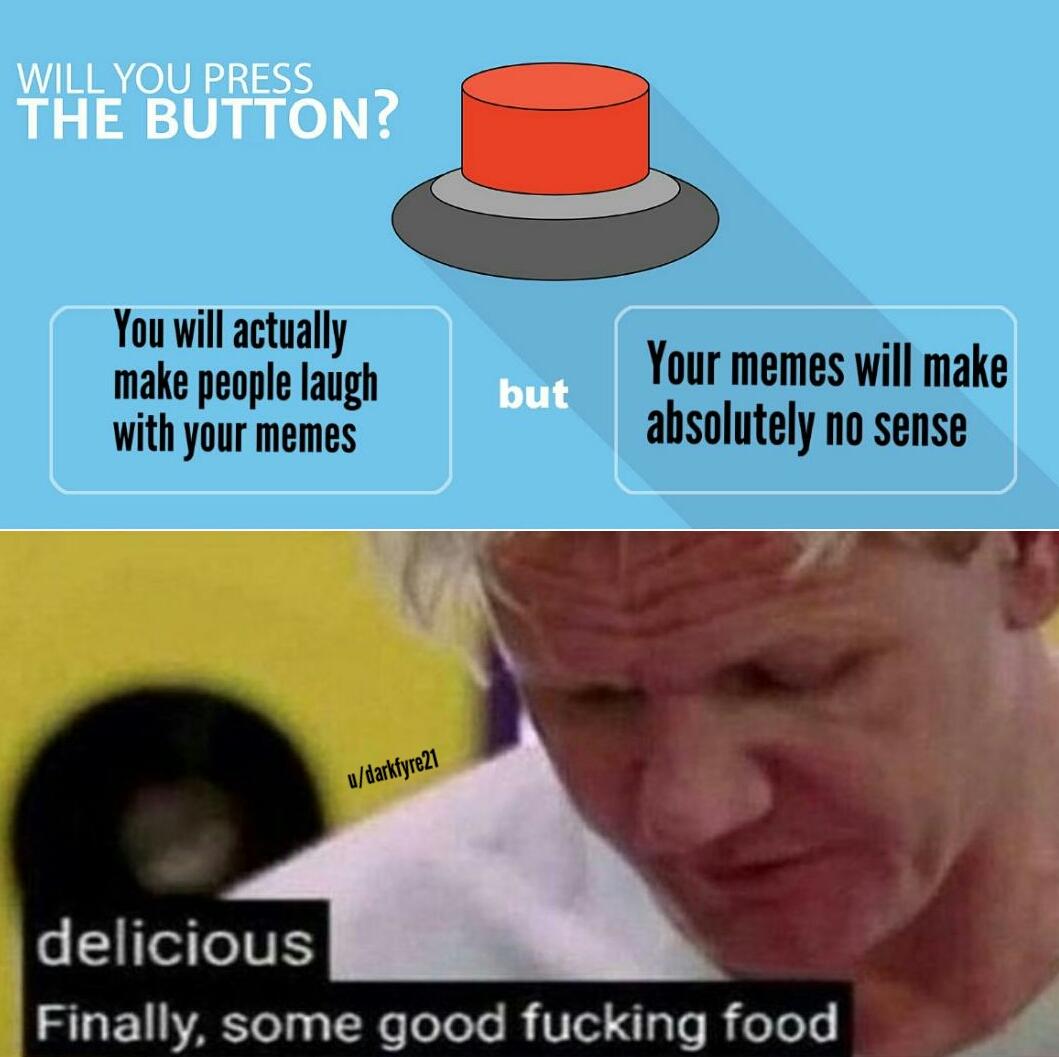 WILL YOU PRESS
THE BUTTON?
You will actually
make people laugh
with your memes
but
Your memes will make
absolutely no sense
u/darkfyre21
delicious
Finally, some good fucking food